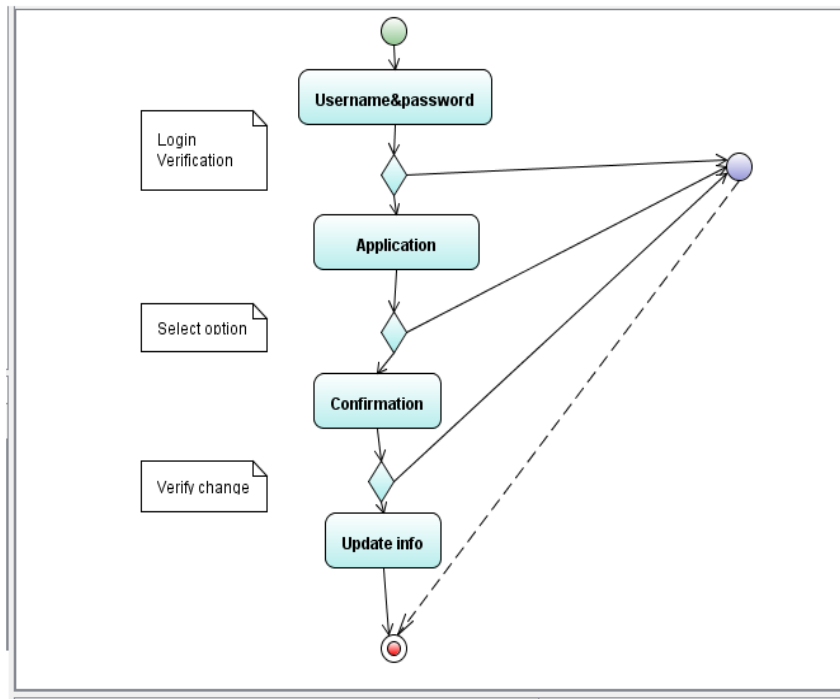 Username&password
Login
Verification
Application
Select option
Confirmation
Verify change
Update info